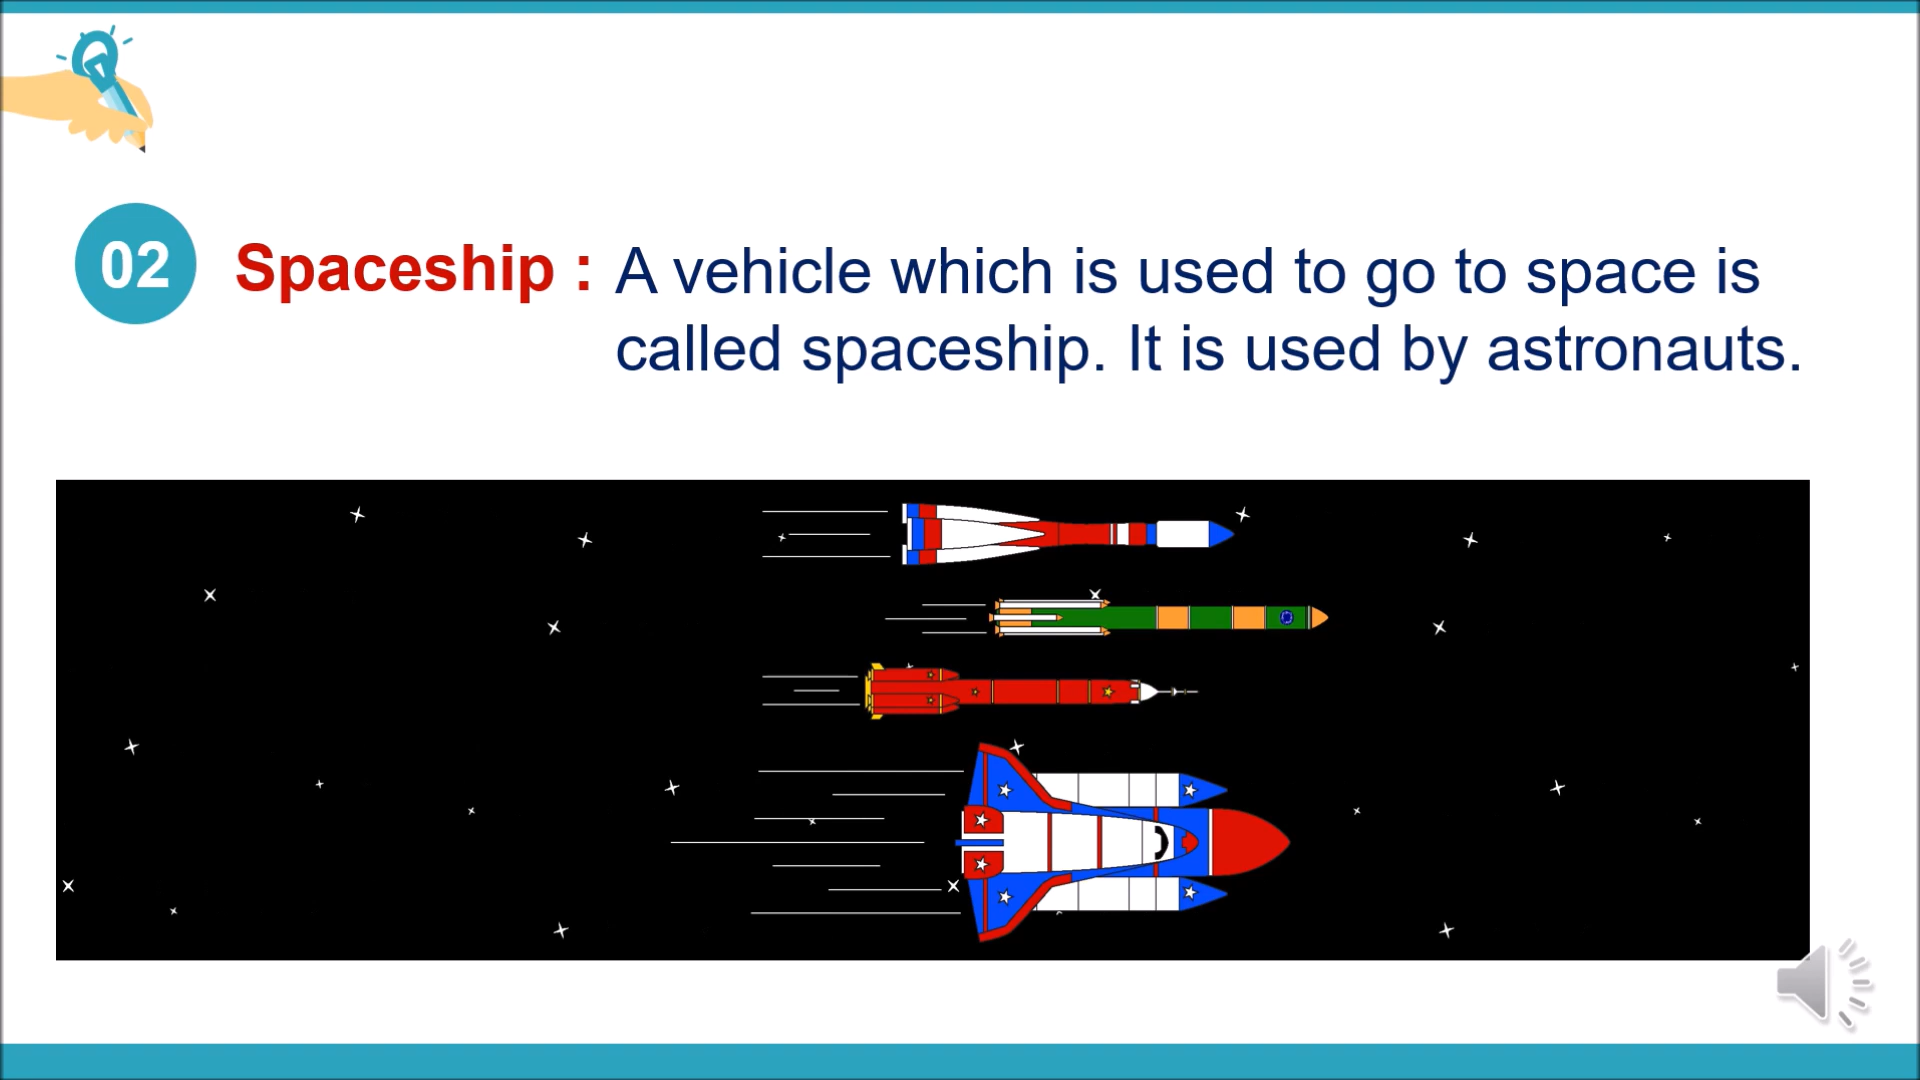 02 Spaceship : A vehicle which is used to go to space is
called spaceship. It is used by astronauts.